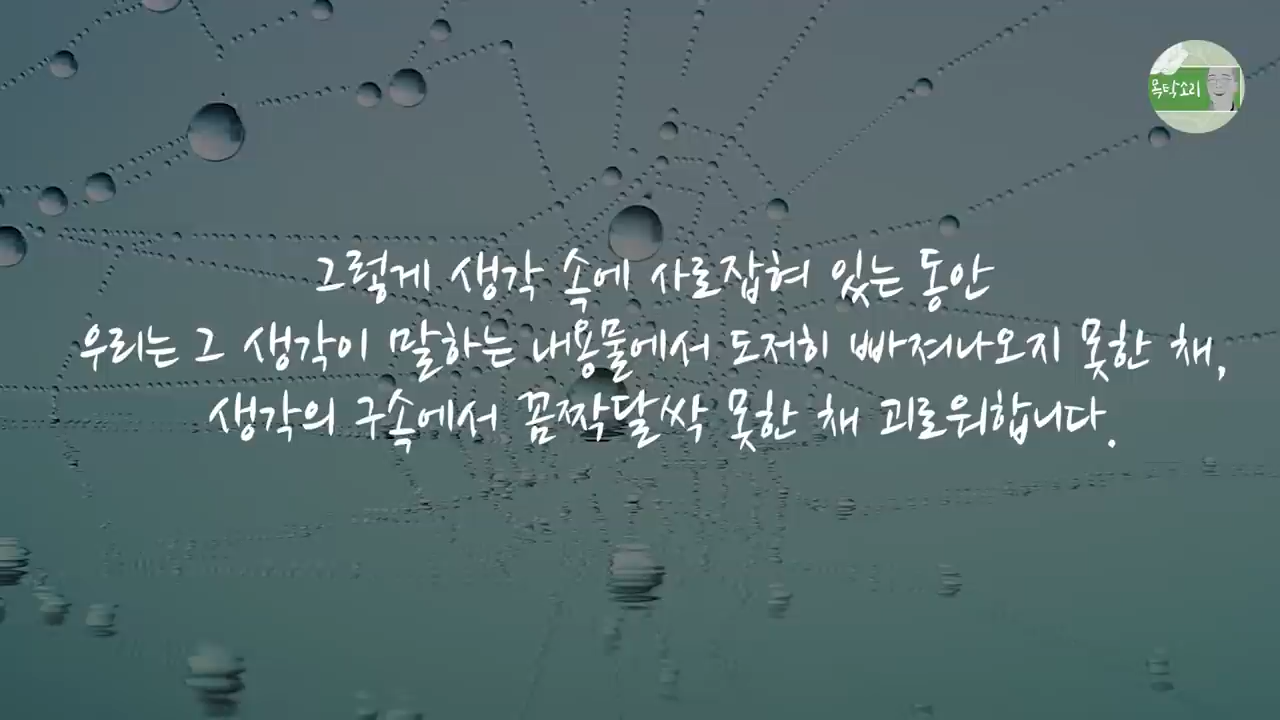 목탁소리
그렇게 생각 속에 사로잡혀 있는 동안
우리는 그 생각이 말하는 내용물에서 도저히 빠져나오지 못한 채,
생각의 구속에서 꼼짝달싹 못한 채 괴로워합니다.